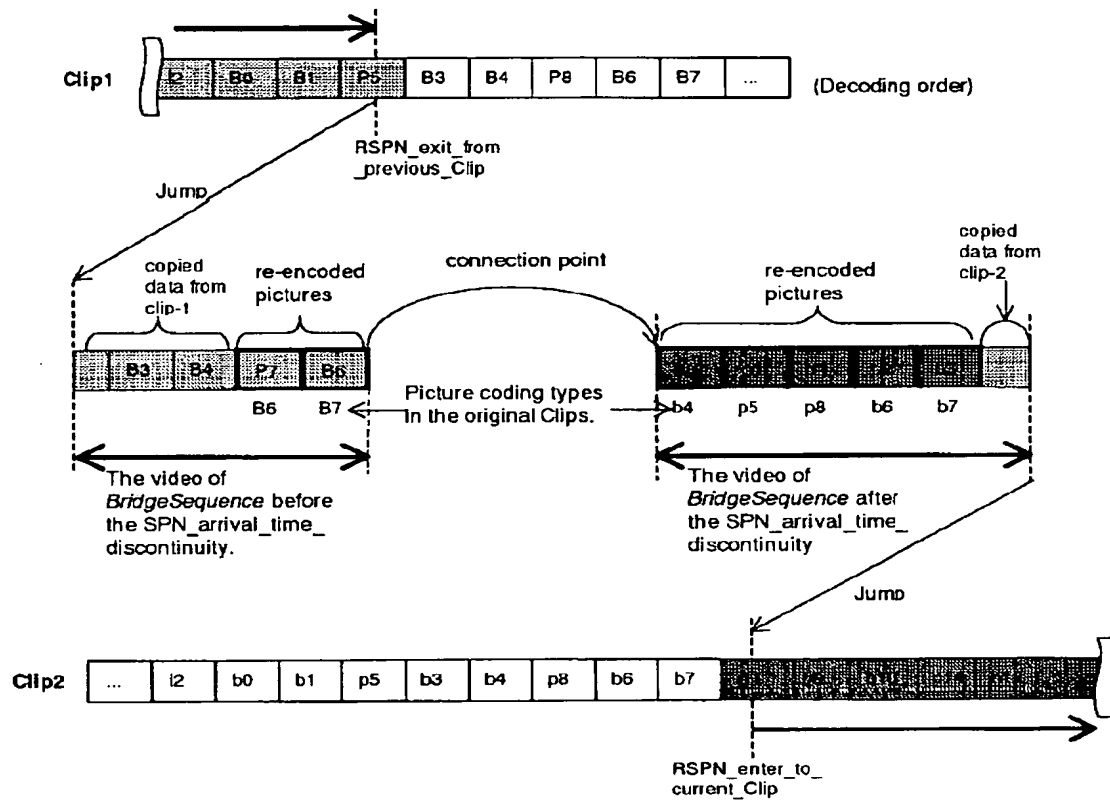 Clip1
I2 B0 B1 P5 B3 B4 P8 B6 B7 ...
(Decoding order)
RSPN_exit_from
_previous_Clip
Jump
copied
data from
clip-1
re-encoded
pictures
connection point
re-encoded
pictures
copied
data from
clip-2
B3 B4 P7 B6
B6 B7
Picture coding types
In the original Clips.
b4 p5 p8 b6 b7
The video of
BridgeSequence before
the SPN_arrival_time_
discontinuity.
The video of
BridgeSequence after
the SPN_arrival_time_
discontinuity
Jump
Clip2
... i2 b0 b1 p5 b3 b4 p8 b6 b7
RSPN_enter_to_
current_Clip